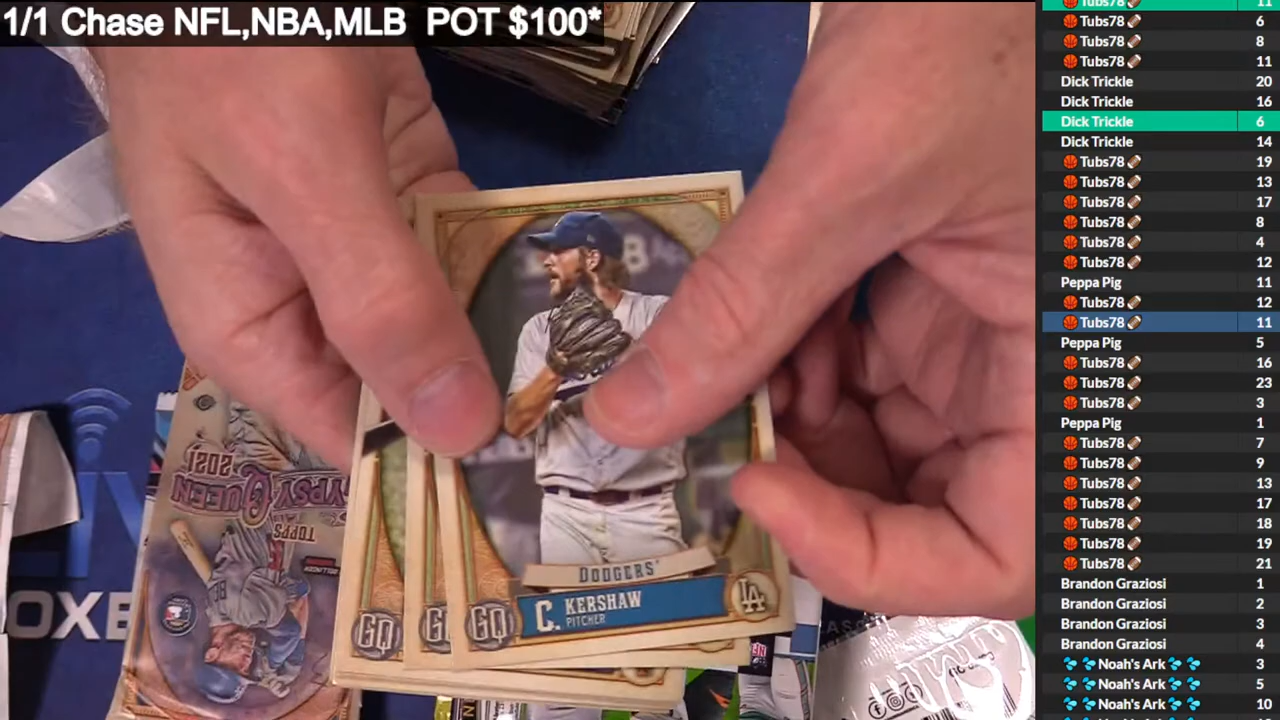 1/1 Chase NFL,NBA,MLB POT $100*
Tubs78 11
Tubs78 6
Tubs78 8
Tubs78 11
Dick Trickle 20
Dick Trickle 16
Dick Trickle 6
Dick Trickle 14
Tubs78 19
Tubs78 13
Tubs78 17
Tubs78 8
Tubs78 4
Tubs78 12
Peppa Pig 11
Tubs78 12
Tubs78 11
Peppa Pig 5
Tubs78 16
Tubs78 23
Tubs78 3
Peppa Pig 1
Tubs78 7
Tubs78 9
Tubs78 13
Tubs78 17
Tubs78 18
Tubs78 19
Tubs78 21
Brandon Graziosi 1
Brandon Graziosi 2
Brandon Graziosi 3
Brandon Graziosi 4
Noah's Ark 3
Noah's Ark 5
Noah's Ark 10
DODGERS
C. KERSHAW
PITCHER
LA
GQ
GQ
GQ
TOPPS
GYPSY QUEEN
2021
OXE